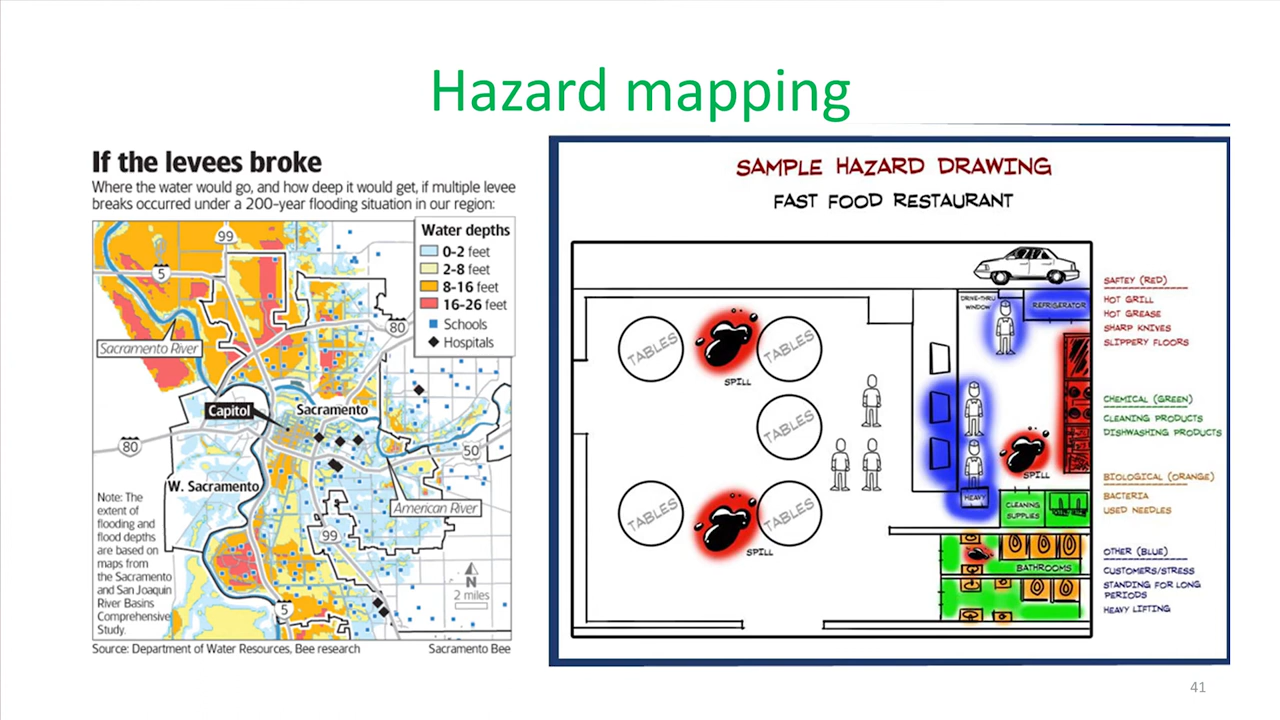 Hazard mapping
If the levees broke
Where the water would go, and how deep it would get, if multiple levee
breaks occurred under a 200-year flooding situation in our region:
Water depths
0-2 feet
2-8 feet
8-16 feet
16-26 feet
Schools
Hospitals
99
5
80
Sacramento River
Capitol
Sacramento
80
50
W. Sacramento
American River
99
5
N
2 miles
Note: The
extent of
flooding and
flood depths
are based on
maps from
the Sacramento
and San Joaquin
River Basins
Comprehensive
Study.
Source: Department of Water Resources, Bee research
Sacramento Bee
SAMPLE HAZARD DRAWING
FAST FOOD RESTAURANT
DRIVE-THRU
WINDOW
REFRIGERATOR
TABLES
TABLES
SPILL
TABLES
SPILL
HEAVY
CLEANING
SUPPLIES
TABLES
TABLES
SPILL
BATHROOMS
SAFTEY (RED)
HOT GRILL
HOT GREASE
SHARP KNIVES
SLIPPERY FLOORS
CHEMICAL (GREEN)
CLEANING PRODUCTS
DISHWASHING PRODUCTS
BIOLOGICAL (ORANGE)
BACTERIA
USED NEEDLES
OTHER (BLUE)
CUSTOMERS/STRESS
STANDING FOR LONG
PERIODS
HEAVY LIFTING
41